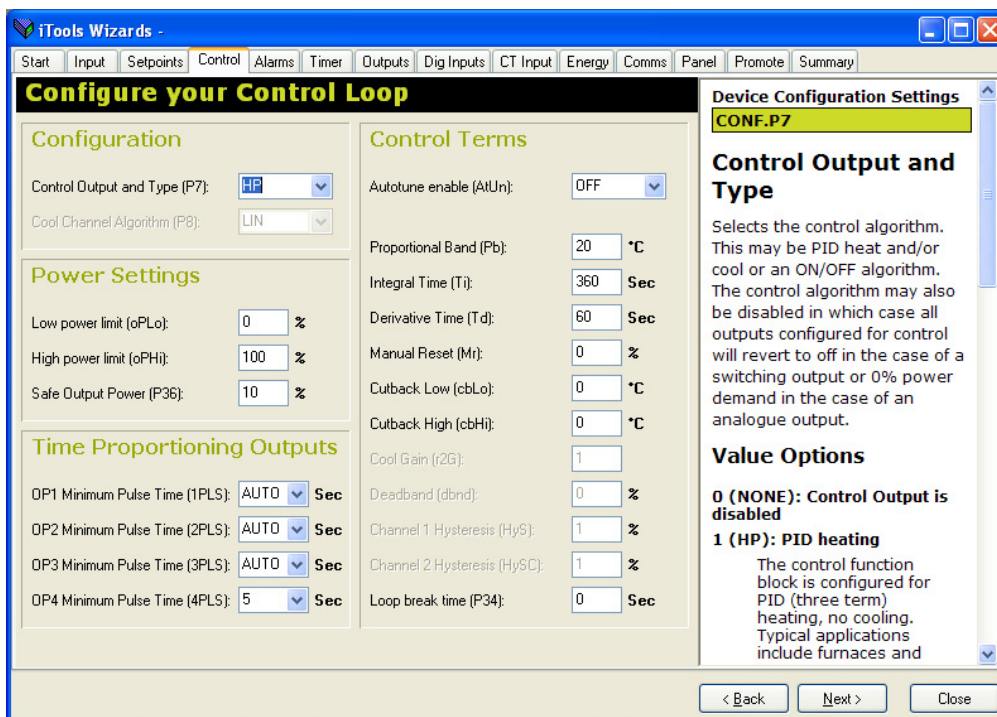 iTools Wizards -
Start Input Setpoints Control Alarms Timer Outputs Dig Inputs CT Input Energy Comms Panel Promote Summary
Configure your Control Loop
Configuration
Control Output and Type (P7): HP
Cool Channel Algorithm (P8): LIN
Power Settings
Low power limit (oPLo): 0 %
High power limit (oPHi): 100 %
Safe Output Power (P36): 10 %
Time Proportioning Outputs
OP1 Minimum Pulse Time (1PLS): AUTO Sec
OP2 Minimum Pulse Time (2PLS): AUTO Sec
OP3 Minimum Pulse Time (3PLS): AUTO Sec
OP4 Minimum Pulse Time (4PLS): 5 Sec
Control Terms
Autotune enable (AtUn): OFF
Proportional Band (Pb): 20 °C
Integral Time (Ti): 360 Sec
Derivative Time (Td): 60 Sec
Manual Reset (Mr): 0 %
Cutback Low (cbLo): 0 °C
Cutback High (cbHi): 0 °C
Cool Gain (r2G): 1
Deadband (dbnd): 0 %
Channel 1 Hysteresis (HyS): 1 %
Channel 2 Hysteresis (HySC): 1 %
Loop break time (P34): 0 Sec
Device Configuration Settings
CONF.P7
Control Output and
Type
Selects the control algorithm.
This may be PID heat and/or
cool or an ON/OFF algorithm.
The control algorithm may also
be disabled in which case all
outputs configured for control
will revert to off in the case of a
switching output or 0% power
demand in the case of an
analogue output.
Value Options
0 (NONE): Control Output is
disabled
1 (HP): PID heating
The control function
block is configured for
PID (three term)
heating, no cooling.
Typical applications
include furnaces and
< Back Next > Close